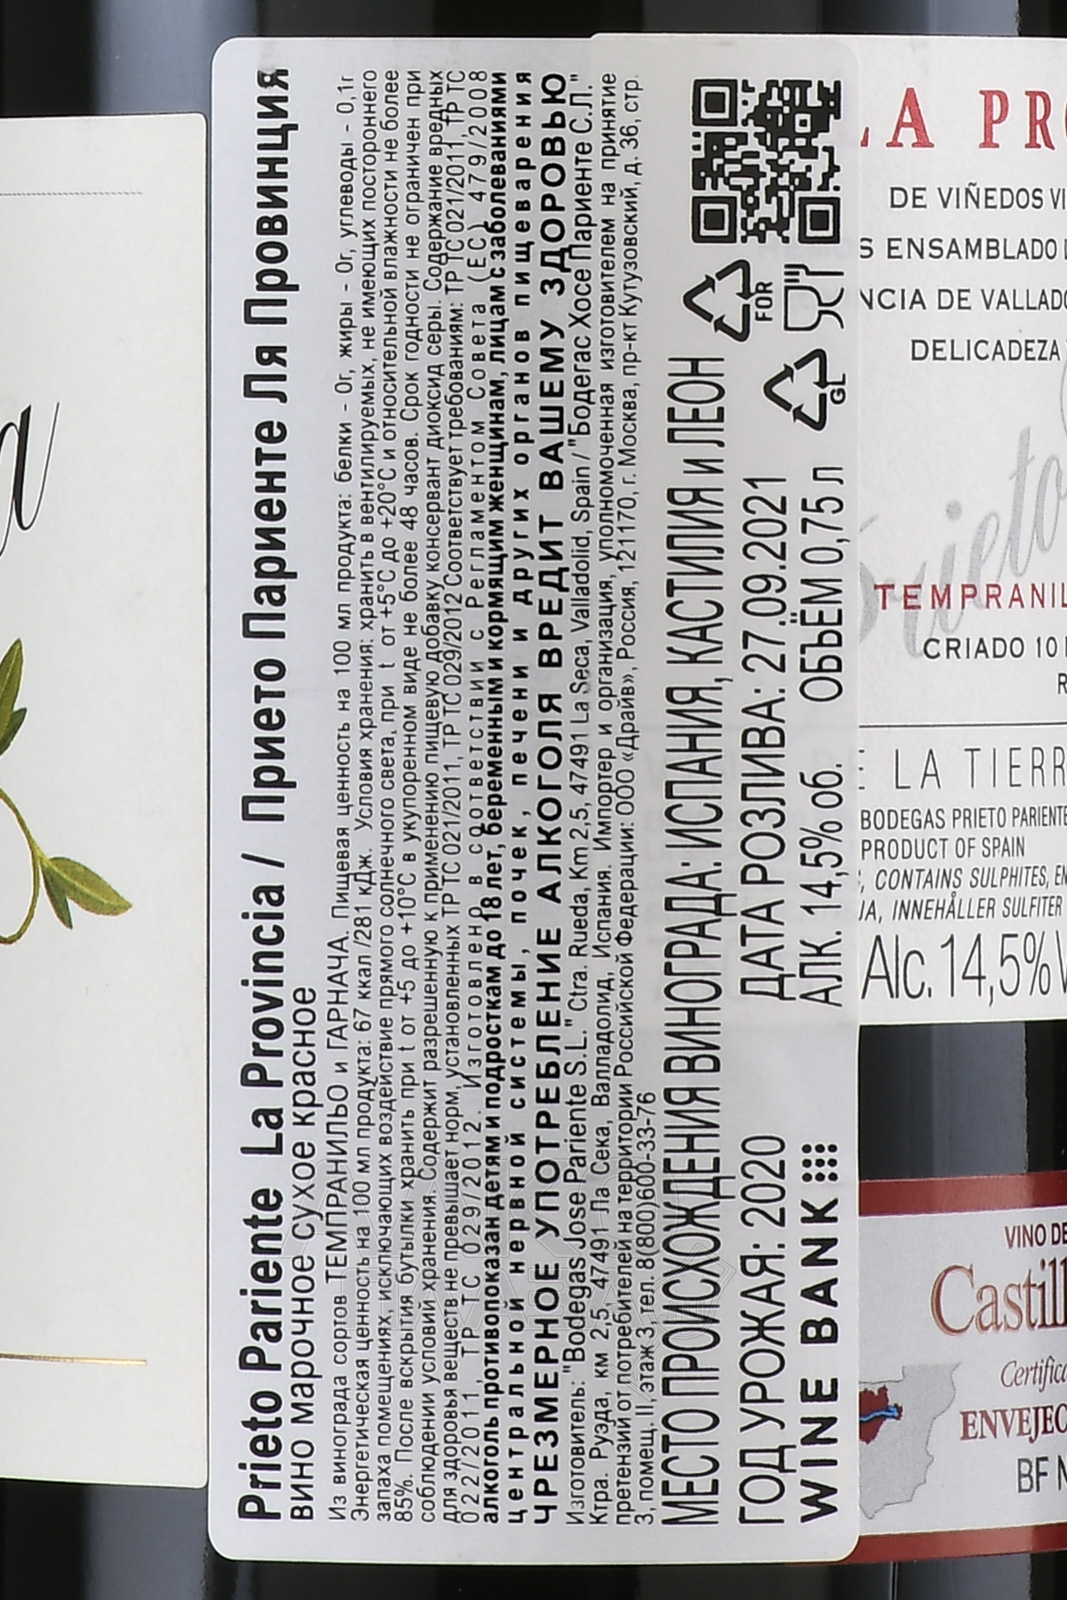 Prieto Pariente La Provincia / Прието Париенте Ля Провинция
вино марочное сухое красное
Из винограда сортов ТЕМПРАНИЛЬО и ГАРНАЧА. Пищевая ценность на 100 мл продукта: белки - 0г, жиры - 0г, углеводы - 0,1г
Энергетическая ценность на 100 мл продукта: 67 ккал /281 кДж. Условия хранения: хранить в вентилируемых, не имеющих постороннего
запаха помещениях, исключающих воздействие прямого солнечного света, при t от +5°C до +20°C и относительной влажности не более
85%. После вскрытия бутылки хранить при t от +5 до +10°C в укупоренном виде не более 48 часов. Срок годности не ограничен при
соблюдении условий хранения. Содержит разрешенную к применению пищевую добавку консервант диоксид серы. Содержание вредных
для здоровья веществ не превышает норм, установленных ТР ТС 021/2011, ТР ТС 029/2012 Соответствует требованиям: ТР ТС 021/2011, ТР ТС
022/2011, ТР ТС 029/2012. Изготовлено в соответствии с Регламентом Совета (ЕС) 479/2008
алкоголь противопоказан детям и подросткам до 18 лет, беременным и кормящим женщинам, лицам с заболеваниями
центральной нервной системы, почек, печени и других органов пищеварения
ЧРЕЗМЕРНОЕ УПОТРЕБЛЕНИЕ АЛКОГОЛЯ ВРЕДИТ ВАШЕМУ ЗДОРОВЬЮ
Изготовитель: "Bodegas Jose Pariente S.L." Ctra. Rueda, Km 2,5, 47491 La Seca, Valladolid, Spain / "Бодегас Хосе Париенте С.Л."
Ктра. Руэда, км 2,5, 47491 Ла Сека, Валладолид, Испания. Импортер и организация, уполномоченная изготовителем на принятие
претензий от потребителей на территории Российской Федерации: ООО «Драйв», Россия, 121170, г. Москва, пр-кт Кутузовский, д. 36, стр.
3, помещ. II, этаж 3, тел. 8(800)600-33-76
МЕСТО ПРОИСХОЖДЕНИЯ ВИНОГРАДА: ИСПАНИЯ, КАСТИЛИЯ и ЛЕОН
ГОД УРОЖАЯ: 2020 ДАТА РОЗЛИВА: 27.09.2021
WINE BANK АЛК. 14,5% об. ОБЪЁМ 0,75 л
FOR
GL
a
LA PRO
DE VIÑEDOS VI
S ENSAMBLADO
NCIA DE VALLADO
DELICADEZA
Prieto
TEMPRANIL
CRIADO 10
R
E LA TIERR
BODEGAS PRIETO PARIENTE
PRODUCT OF SPAIN
, CONTAINS SULPHITES, EN
JA, INNEHÅLLER SULFITER
Alc. 14,5% V
VINO DE
Castill
Certifica
ENVEJEC
BF N